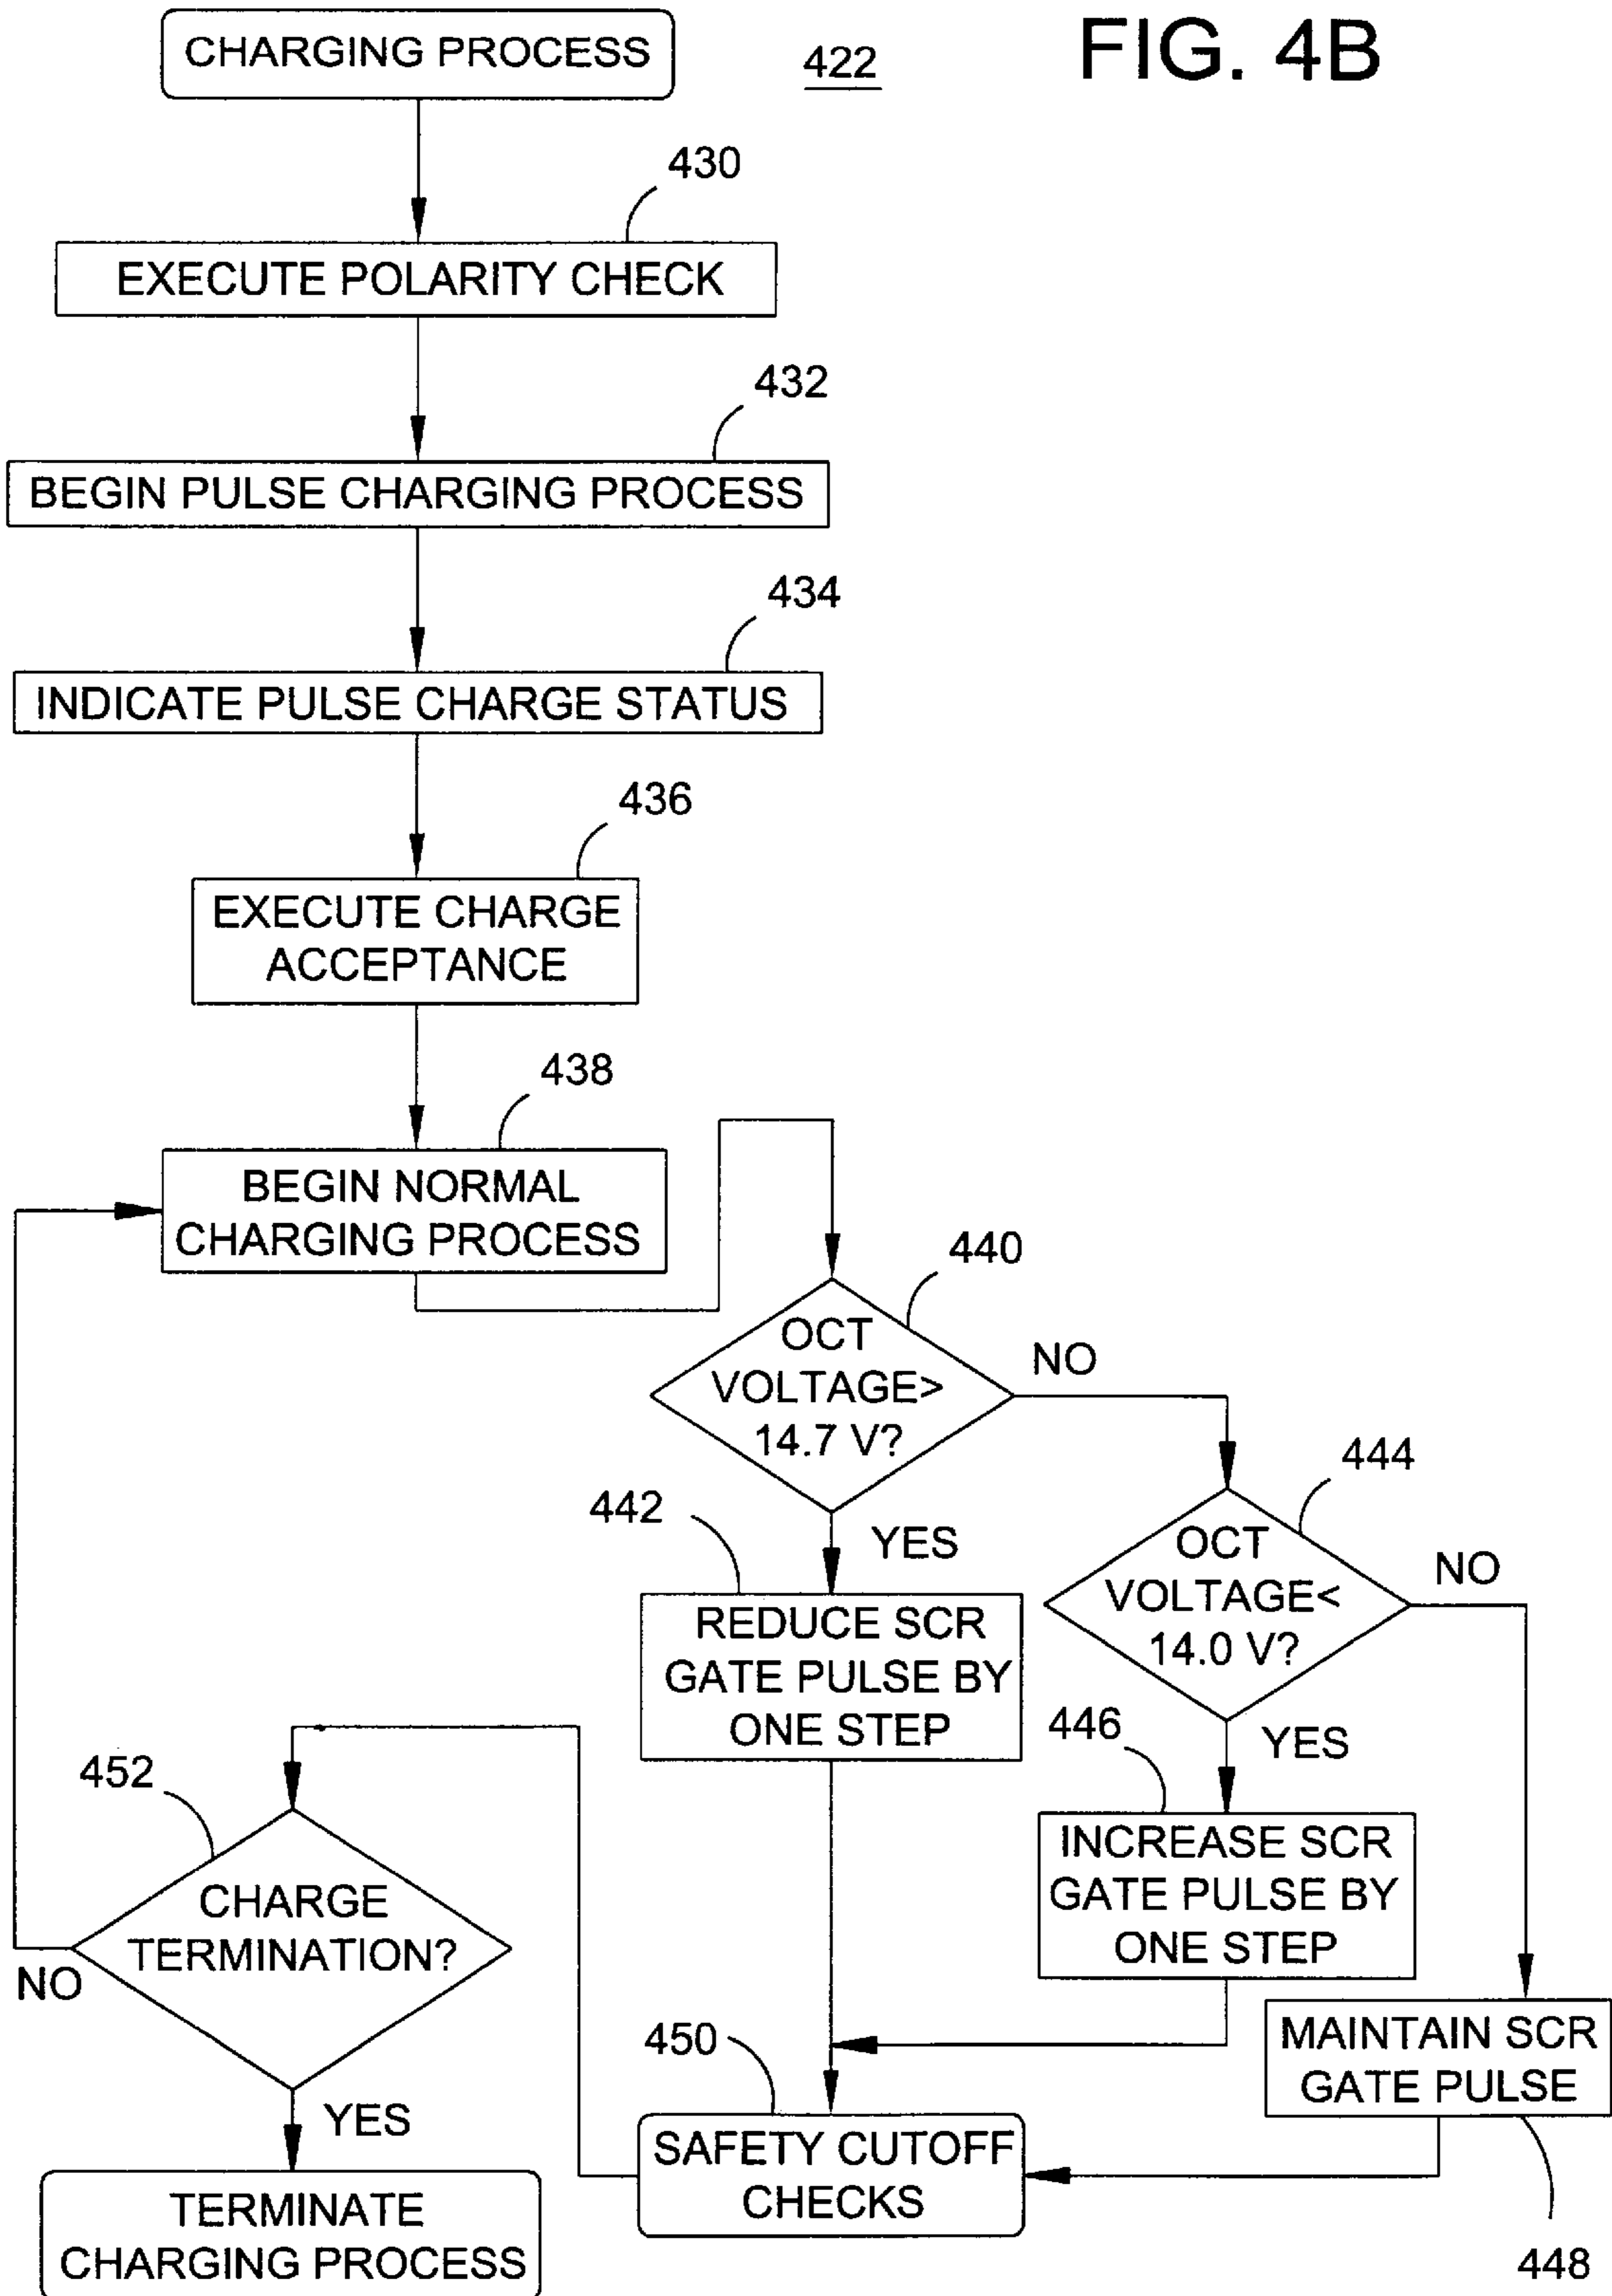 FIG. 4B
CHARGING PROCESS
422
430
EXECUTE POLARITY CHECK
432
BEGIN PULSE CHARGING PROCESS
434
INDICATE PULSE CHARGE STATUS
436
EXECUTE CHARGE
ACCEPTANCE
438
BEGIN NORMAL
CHARGING PROCESS
440
OCT
VOLTAGE>
14.7 V?
NO
YES
442
REDUCE SCR
GATE PULSE BY
ONE STEP
444
OCT
VOLTAGE<
14.0 V?
NO
YES
446
INCREASE SCR
GATE PULSE BY
ONE STEP
MAINTAIN SCR
GATE PULSE
448
450
SAFETY CUTOFF
CHECKS
452
CHARGE
TERMINATION?
NO
YES
TERMINATE
CHARGING PROCESS